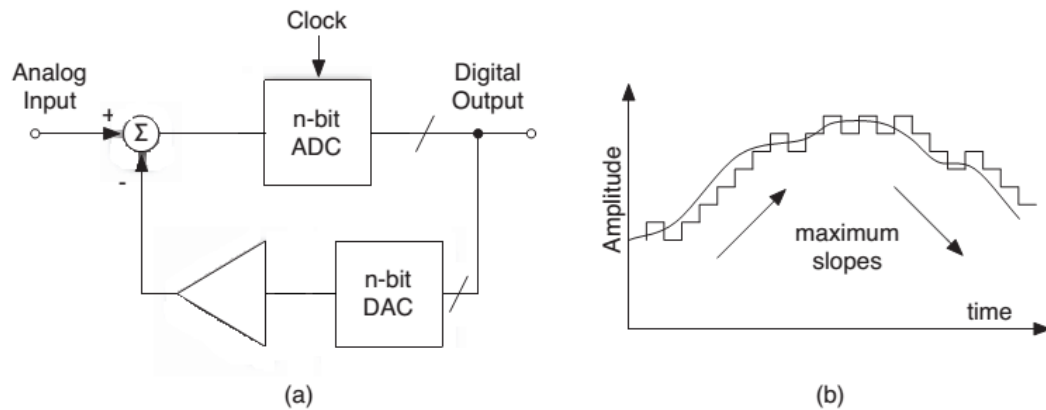 Clock
Analog
Input
+
Σ
-
n-bit
ADC
Digital
Output
n-bit
DAC
(a)
Amplitude
maximum
slopes
time
(b)